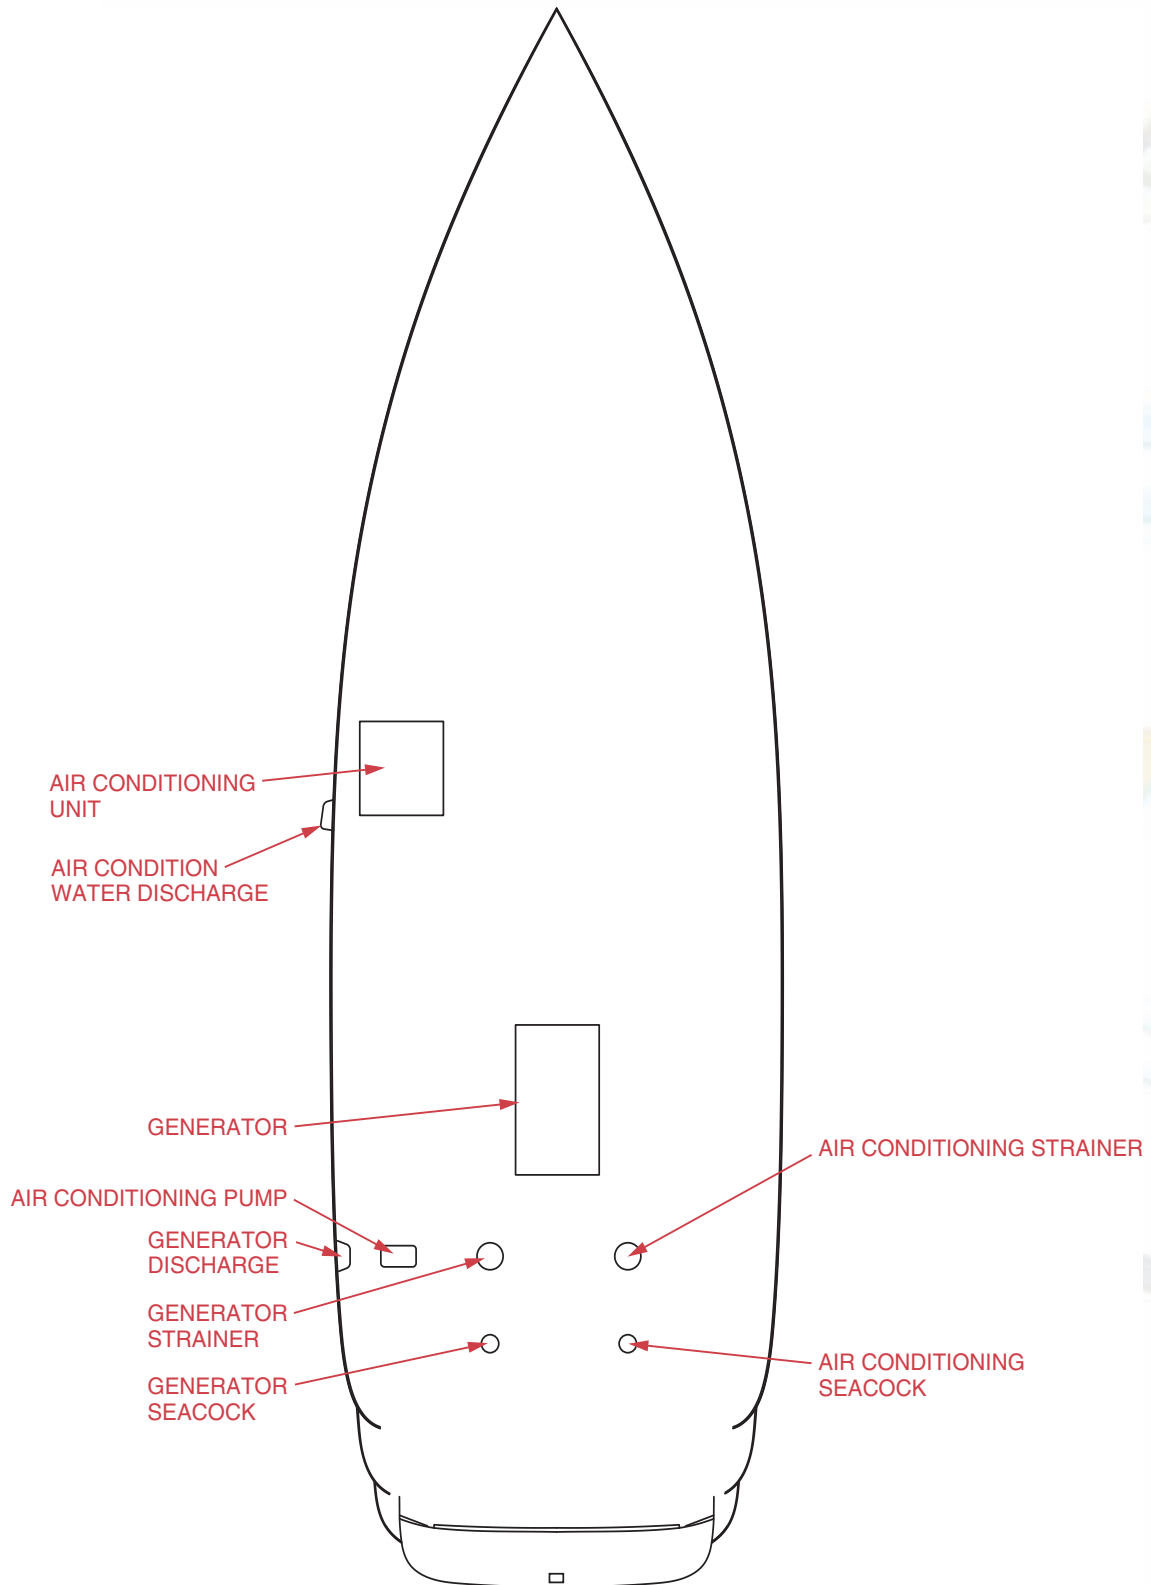 AIR CONDITIONING
UNIT
AIR CONDITION
WATER DISCHARGE
GENERATOR
AIR CONDITIONING STRAINER
AIR CONDITIONING PUMP
GENERATOR
DISCHARGE
GENERATOR
STRAINER
AIR CONDITIONING
SEACOCK
GENERATOR
SEACOCK